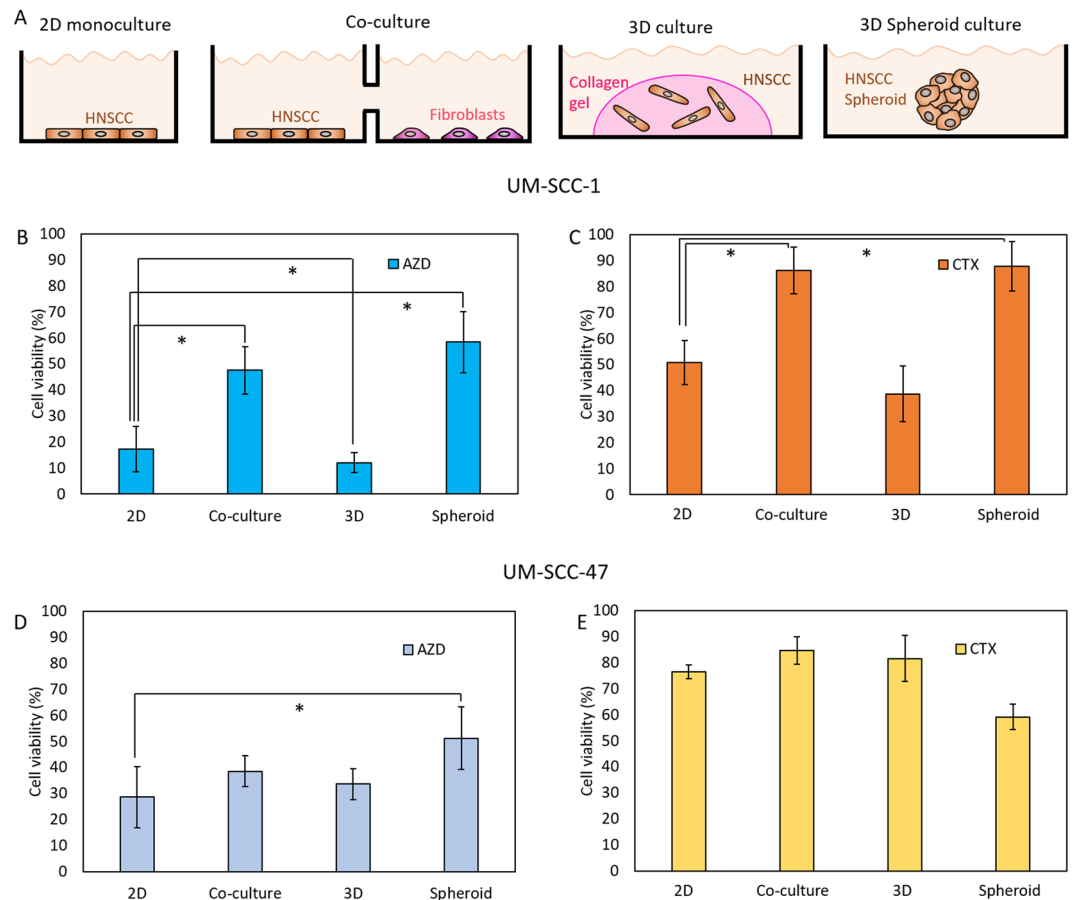 A
2D monoculture
Co-culture
3D culture
3D Spheroid culture
HNSCC
HNSCC
Fibroblasts
Collagen
gel
HNSCC
HNSCC
Spheroid
UM-SCC-1
B
Cell viability (%)
100
90
80
70
60
50
40
30
20
10
0
AZD
*
*
*
2D Co-culture 3D Spheroid
C
Cell viability (%)
100
90
80
70
60
50
40
30
20
10
0
CTX
* *
2D Co-culture 3D Spheroid
UM-SCC-47
D
Cell viability (%)
100
90
80
70
60
50
40
30
20
10
0
AZD
*
2D Co-culture 3D Spheroid
E
Cell viability (%)
100
90
80
70
60
50
40
30
20
10
0
CTX
2D Co-culture 3D Spheroid